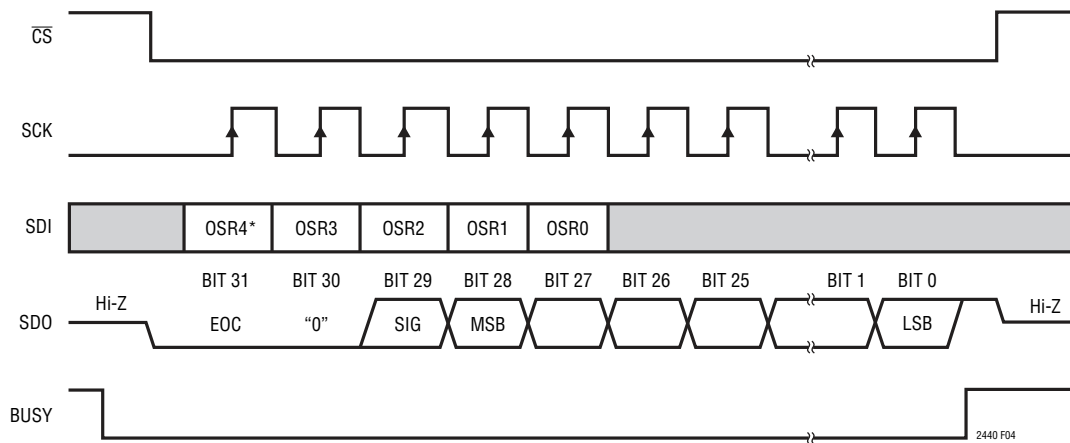 CS
SCK
SDI OSR4* OSR3 OSR2 OSR1 OSR0
BIT 31 BIT 30 BIT 29 BIT 28 BIT 27 BIT 26 BIT 25 BIT 1 BIT 0
Hi-Z Hi-Z
SDO EOC “0” SIG MSB LSB
BUSY
2440 F04